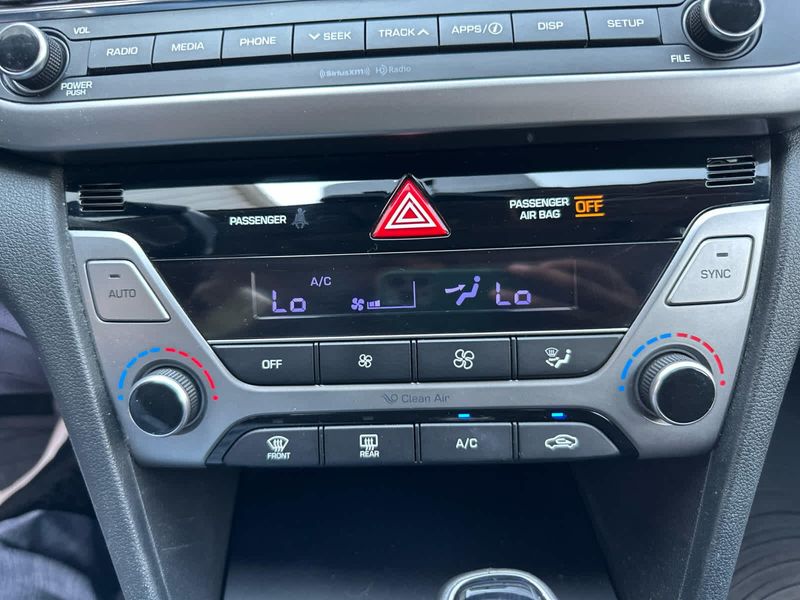 VOL
RADIO
MEDIA
PHONE
SEEK
TRACK
APPS/i
DISP
SETUP
POWER
PUSH
SiriusXM
HD Radio
FILE
PASSENGER
PASSENGER
AIR BAG
OFF
AUTO
A/C
Lo
Lo
SYNC
OFF
Clean Air
FRONT
REAR
A/C